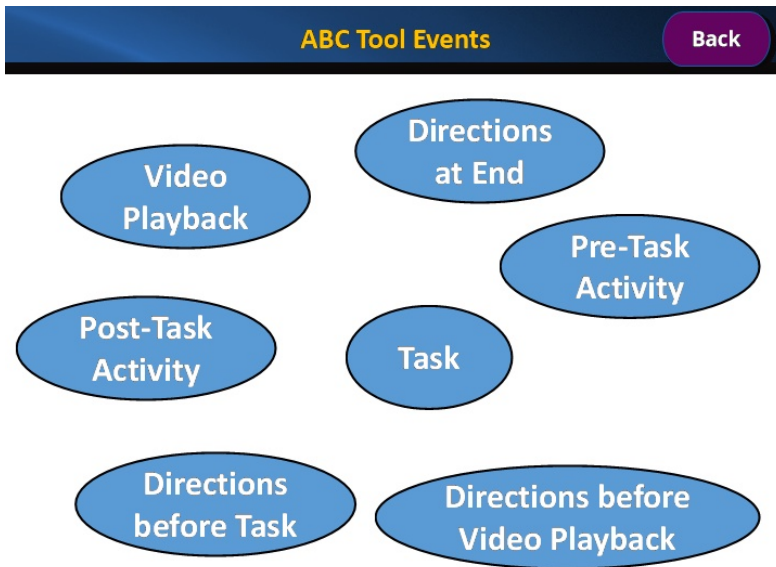 ABC Tool Events
Back
Directions
at End
Video
Playback
Pre-Task
Activity
Post-Task
Activity
Task
Directions
before Task
Directions before
Video Playback